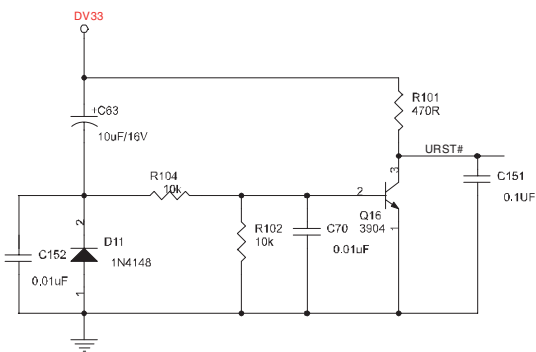 DV33
+C63
10uF/16V
R101
470R
URST#
3
C151
0.1UF
R104
10k
2
Q16
3904
1
R102
10k
C70
0.01uF
2
D11
1N4148
1
C152
0.01uF